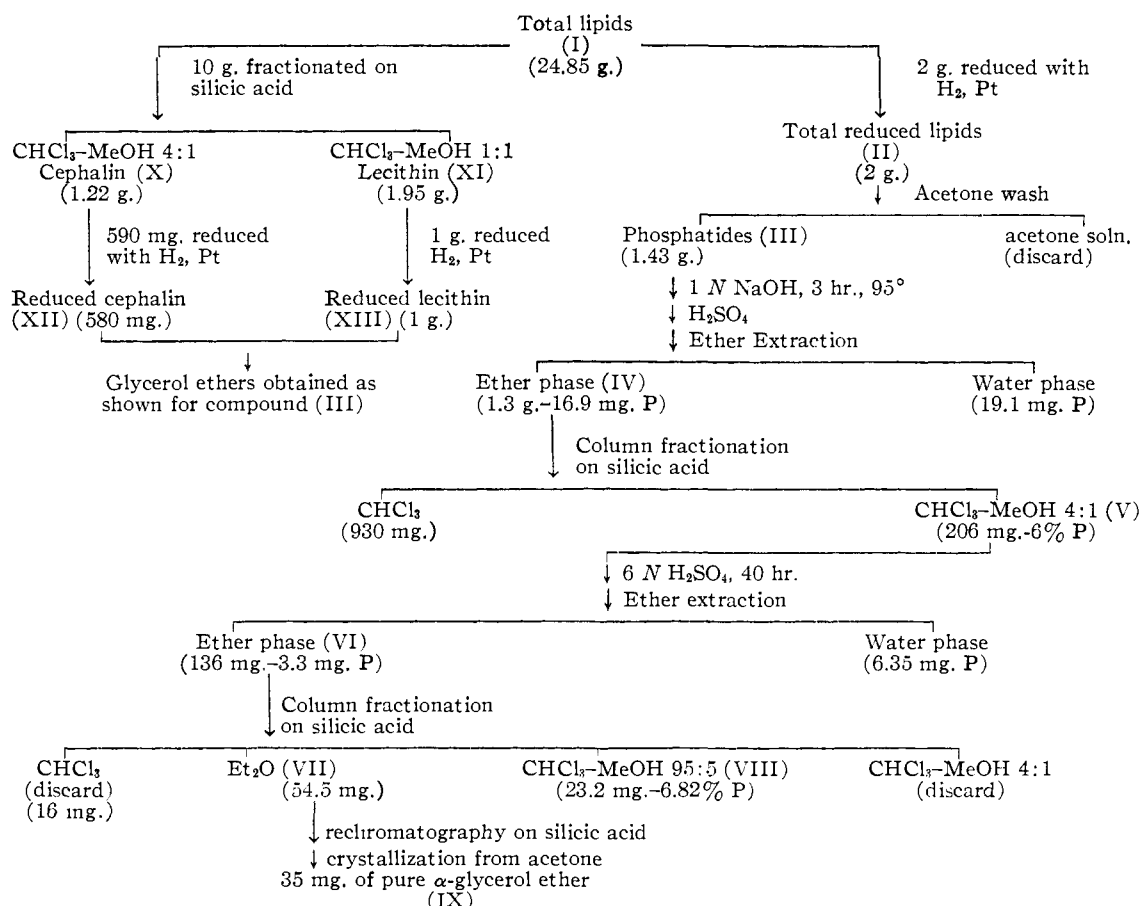 Total lipids
(I)
(24.85 g.)
10 g. fractionated on
silicic acid
2 g. reduced with
H₂, Pt
CHCl₃–MeOH 4:1
Cephalin (X)
(1.22 g.)
CHCl₃–MeOH 1:1
Lecithin (XI)
(1.95 g.)
Total reduced lipids
(II)
(2 g.)
↓ Acetone wash
590 mg. reduced
with H₂, Pt
1 g. reduced
H₂, Pt
Phosphatides (III)
(1.43 g.)
acetone soln.
(discard)
Reduced cephalin
(XII) (580 mg.)
Reduced lecithin
(XIII) (1 g.)
↓ 1 N NaOH, 3 hr., 95°
↓ H₂SO₄
↓ Ether Extraction
Glycerol ethers obtained as
shown for compound (III)
Ether phase (IV)
(1.3 g.–16.9 mg. P)
Water phase
(19.1 mg. P)
Column fractionation
on silicic acid
CHCl₃
(930 mg.)
CHCl₃–MeOH 4:1 (V)
(206 mg.-6% P)
↓ 6 N H₂SO₄, 40 hr.
↓ Ether extraction
Ether phase (VI)
(136 mg.–3.3 mg. P)
Water phase
(6.35 mg. P)
Column fractionation
on silicic acid
CHCl₃
(discard)
(16 mg.)
Et₂O (VII)
(54.5 mg.)
CHCl₃–MeOH 95:5 (VIII)
(23.2 mg.–6.82% P)
CHCl₃–MeOH 4:1
(discard)
↓ rechromatography on silicic acid
↓ crystallization from acetone
35 mg. of pure α-glycerol ether
(IX)